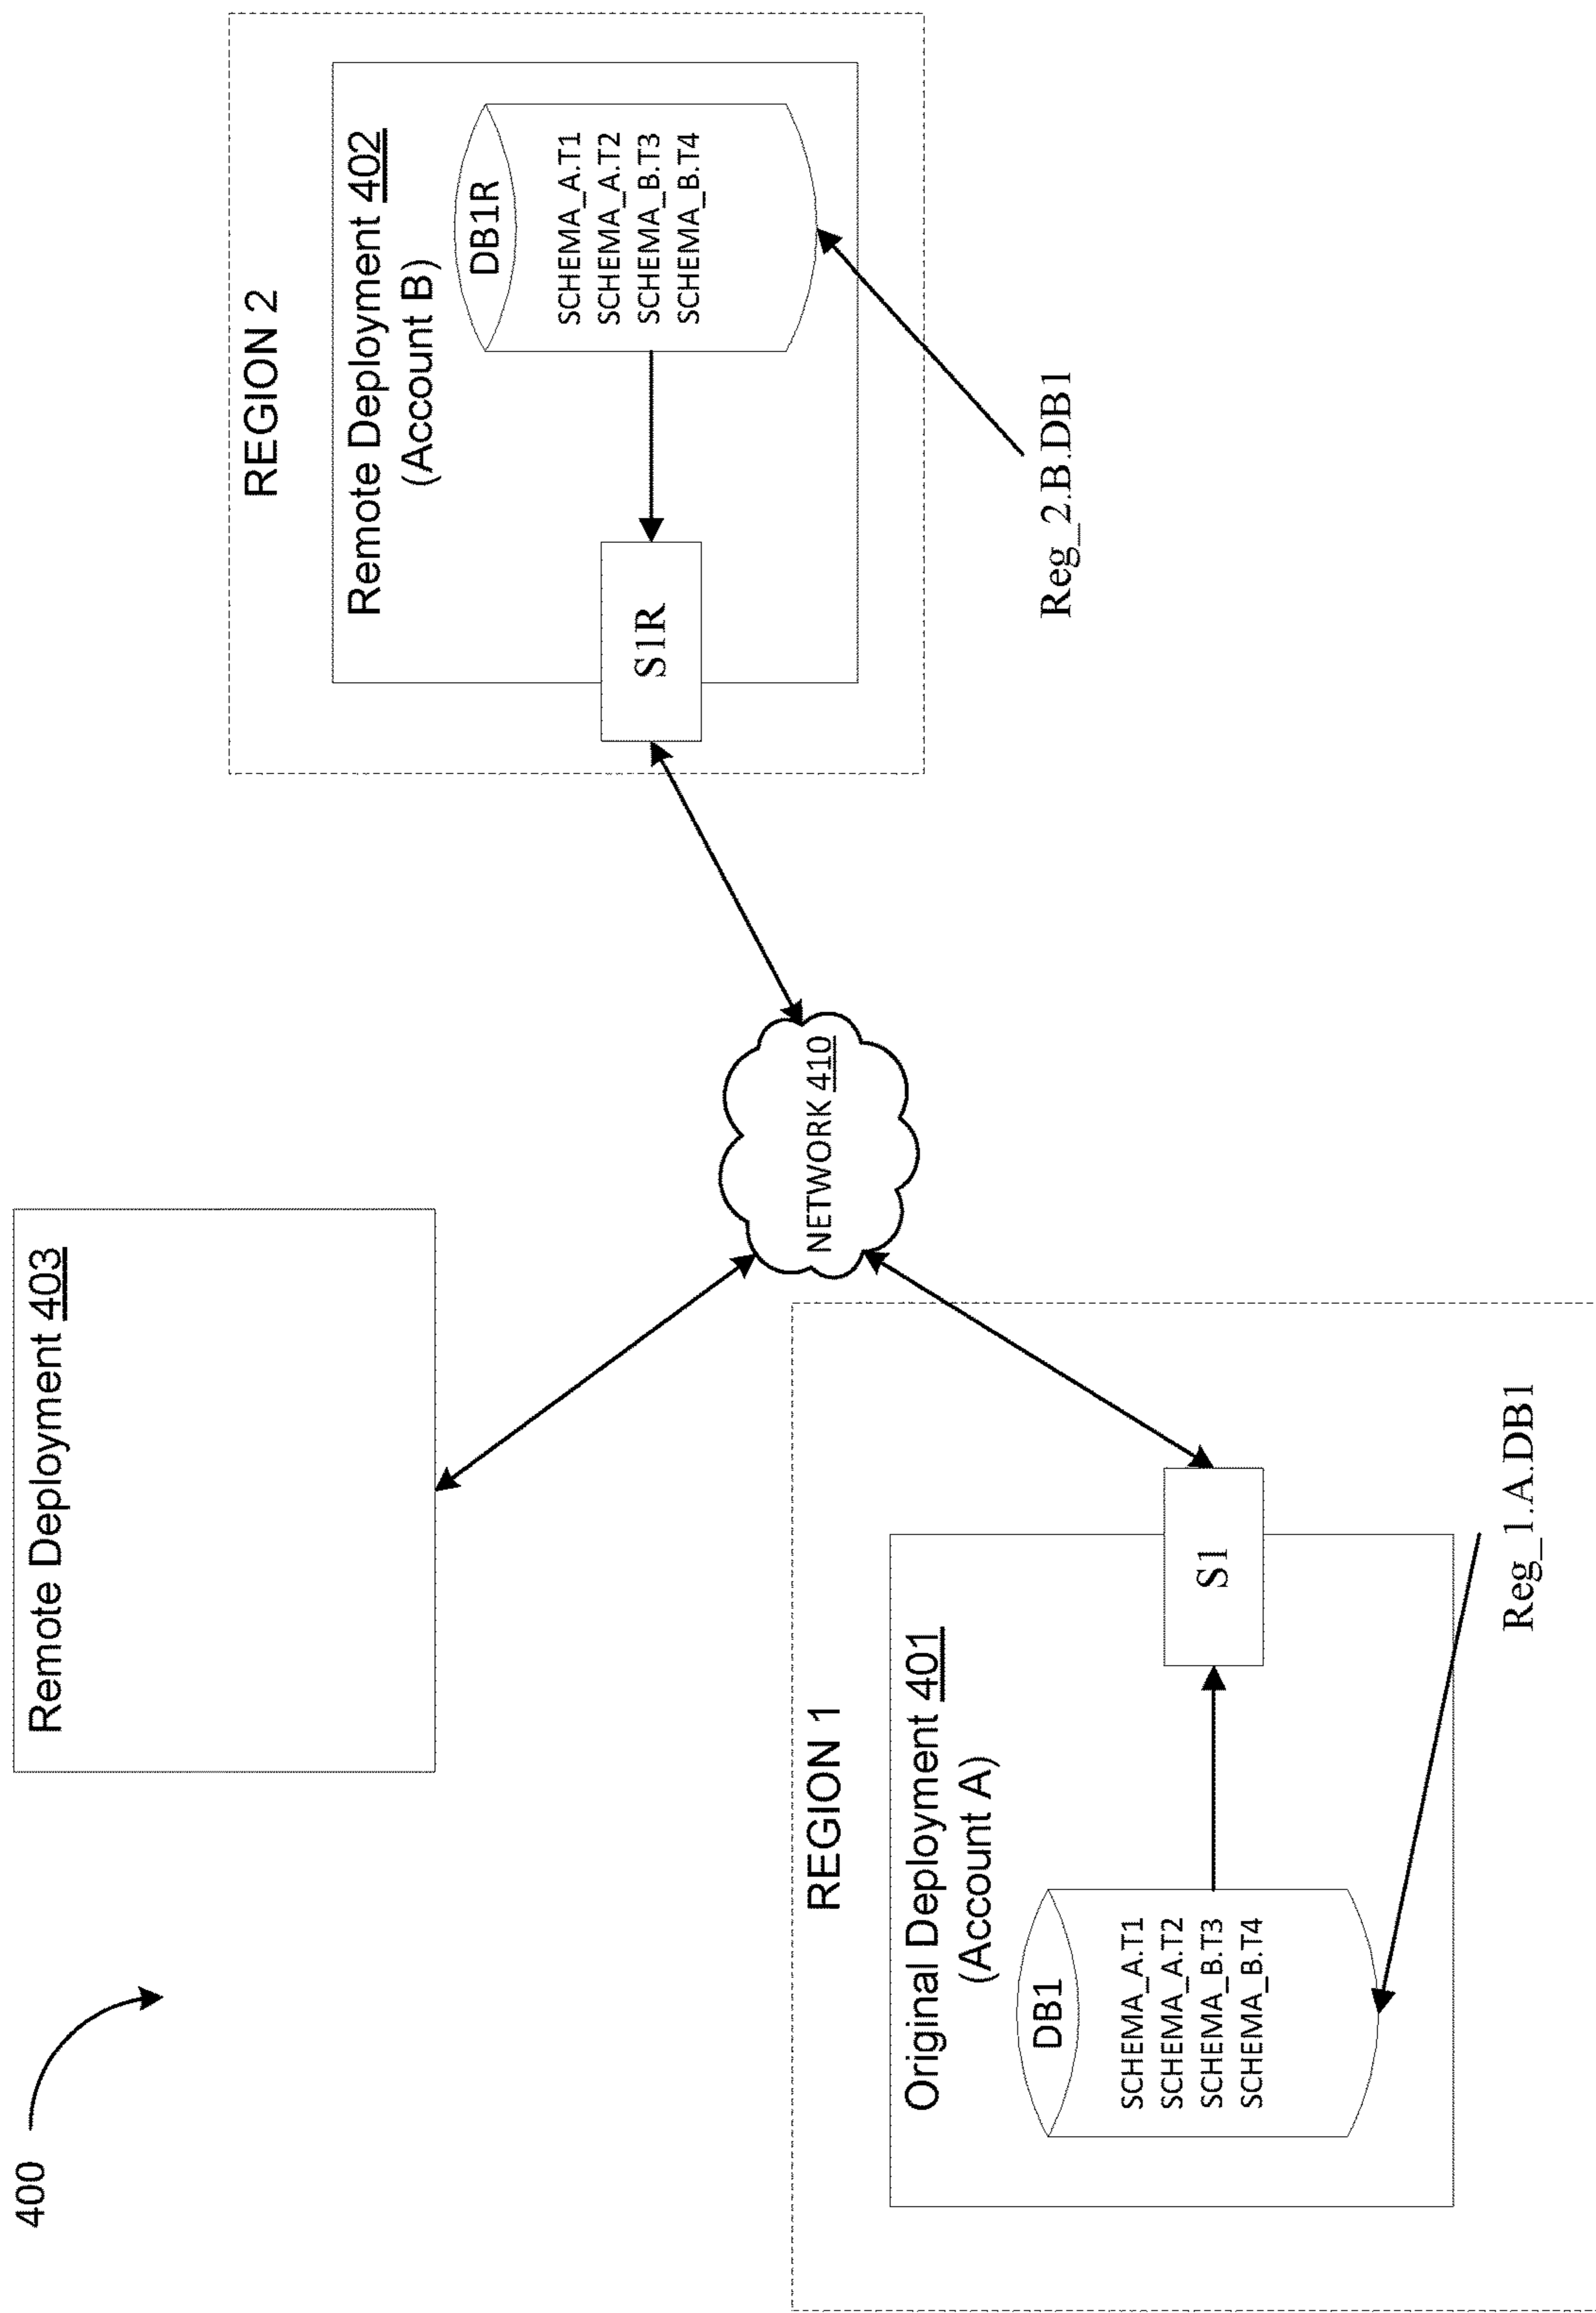 400
Remote Deployment 403
REGION 2
Remote Deployment 402
(Account B)
DB1R
SCHEMA_A.T1
SCHEMA_A.T2
SCHEMA_B.T3
SCHEMA_B.T4
S1R
Reg_2.B.DB1
NETWORK 410
REGION 1
Original Deployment 401
(Account A)
DB1
SCHEMA_A.T1
SCHEMA_A.T2
SCHEMA_B.T3
SCHEMA_B.T4
S1
Reg_1.A.DB1